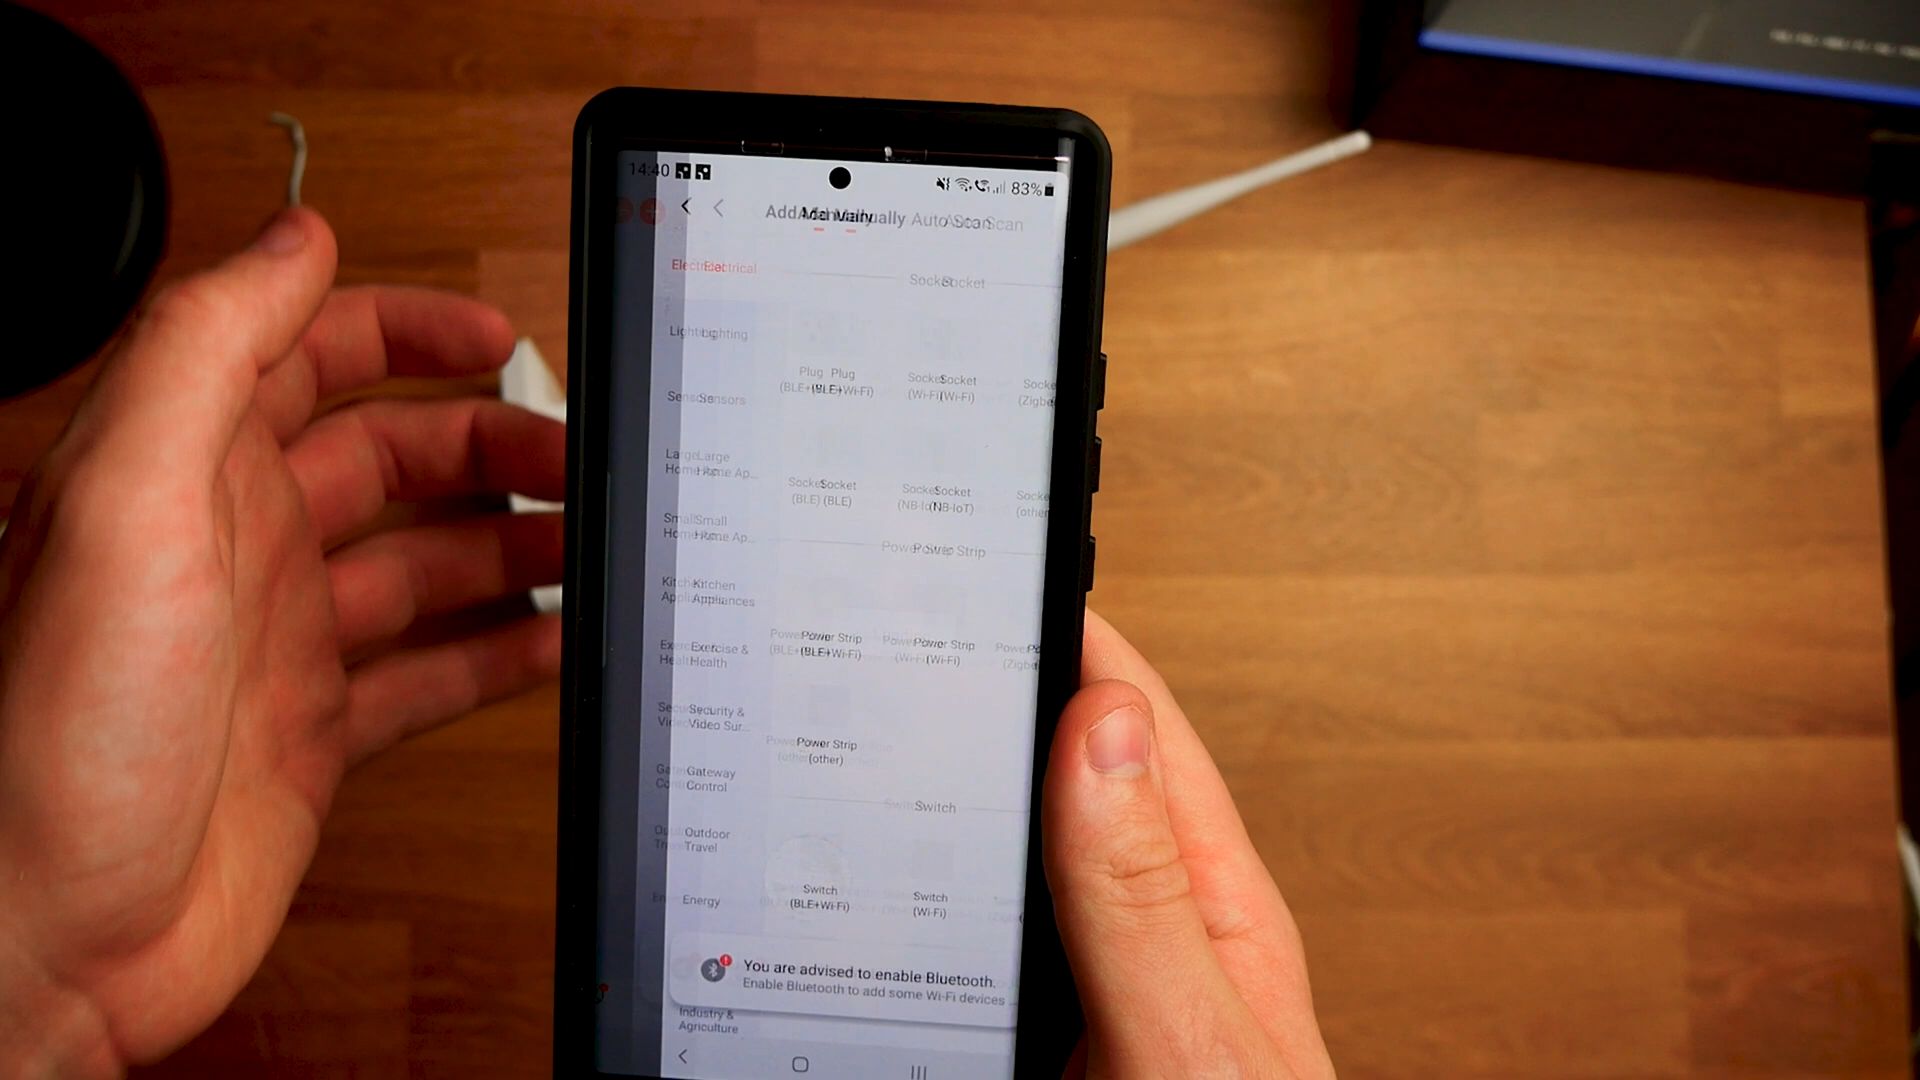 14:40 83%
Add Manually Auto Scan
Electrical
Socket
Lighting
Plug
(BLE+Wi-Fi)
Socket
(Wi-Fi)
Socke
(Zigbe
Sensors
Large
Home Ap...
Socket
(BLE)
Socket
(NB-IoT)
Socke
(other
Small
Home Ap...
Power Strip
Kitchen
Appliances
Exercise &
Health
Power Strip
(BLE+Wi-Fi)
Power Strip
(Wi-Fi)
Security &
Video Sur...
Power Strip
(other)
Gateway
Control
Switch
Outdoor
Travel
Energy
Switch
(BLE+Wi-Fi)
Switch
(Wi-Fi)
You are advised to enable Bluetooth.
Enable Bluetooth to add some Wi-Fi devices
Industry &
Agriculture